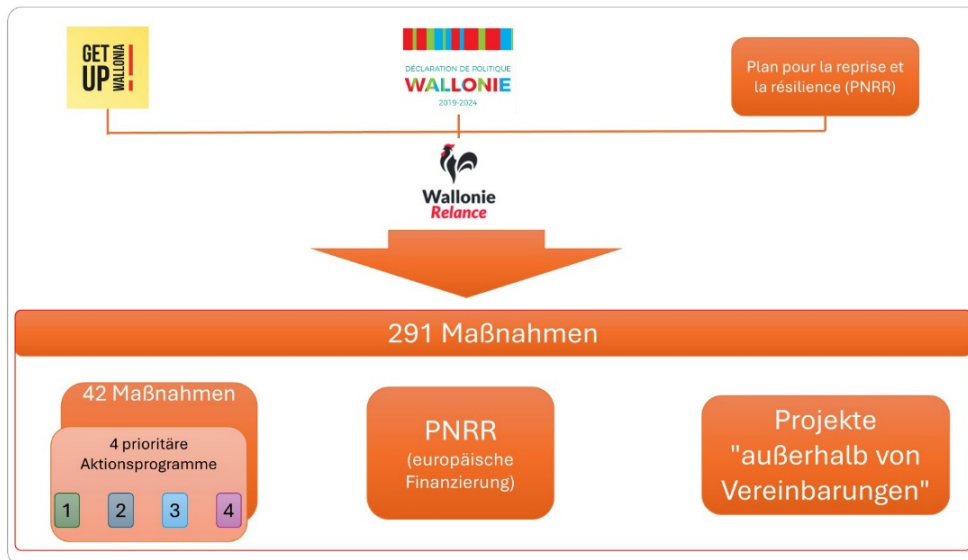 GET
UP
WALLONIA
!
DÉCLARATION DE POLITIQUE
WALLONIE
2019-2024
Plan pour la reprise et
la résilience (PNRR)
Wallonie
Relance
291 Maßnahmen
42 Maßnahmen
4 prioritäre
Aktionsprogramme
1 2 3 4
PNRR
(europäische
Finanzierung)
Projekte
"außerhalb von
Vereinbarungen"